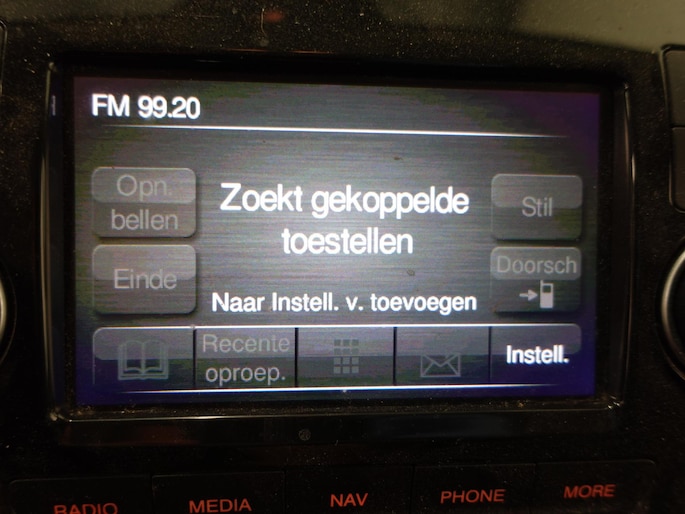 FM 99.20
Opn.
bellen
Zoekt gekoppelde
toestellen
Stil
Einde
Doorsch
Naar Instell. v. toevoegen
Recente
oproep.
Instell.
RADIO
MEDIA
NAV
PHONE
MORE